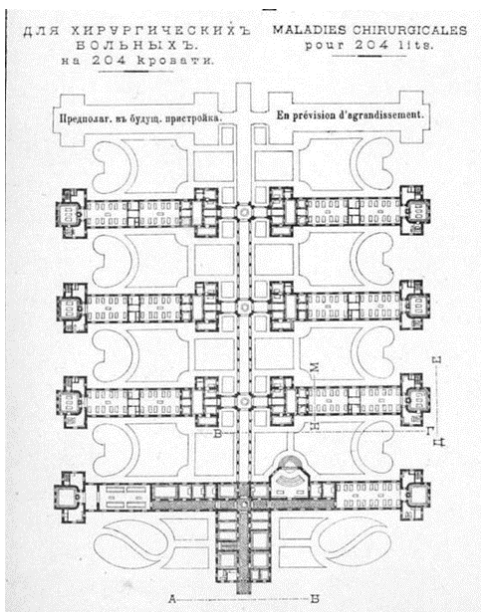 ДЛЯ ХИРУРГИЧЕСКИХЪ
БОЛЬНЫХЪ.
на 204 кровати.
MALADIES CHIRURGICALES
pour 204 lits.
Предполаг. въ будущ. пристройка.
En prévision d'agrandissement.
М
Н
Е
Д
В
Г
А
Б